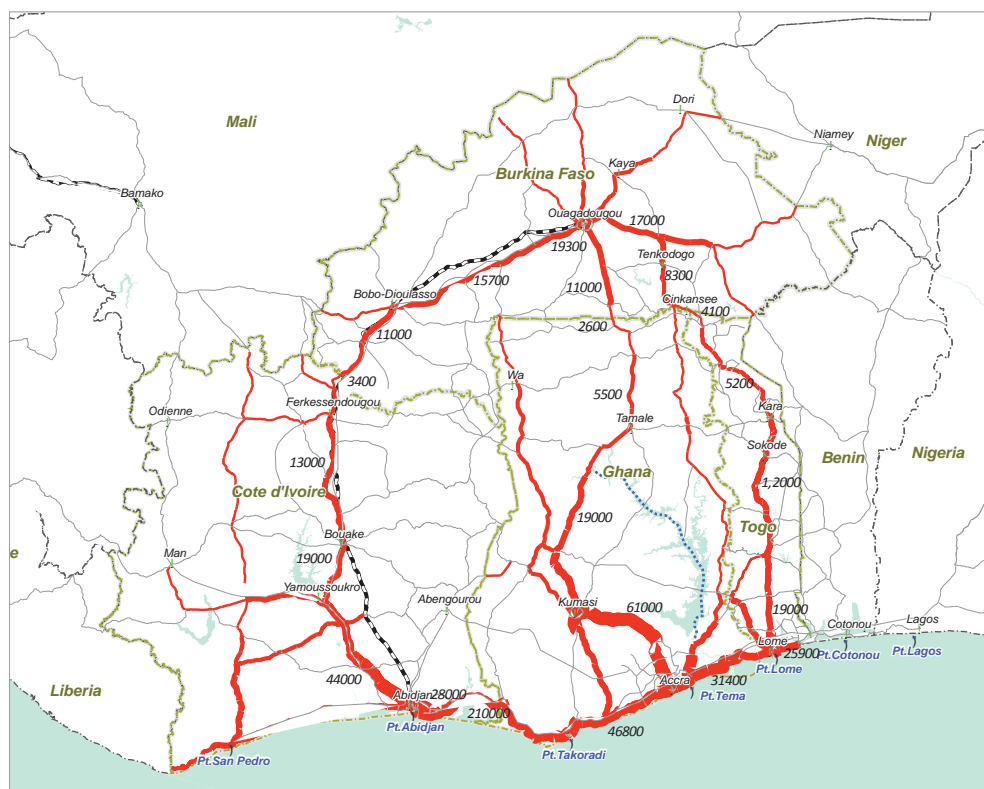 Dori
Mali
Niamey
Niger
Kaya
Burkina Faso
Bamako
Ouagadougou
17000
19300
Tenkodogo
8300
15700
11000
Bobo-Dioulasso
Cinkansee
4100
2600
11000
Wa
5200
3400
5500
Ferkessendougou
Kara
Odienne
Tamale
Sokode
Benin
Nigeria
13000
Ghana
1,2000
Cote d'Ivoire
19000
Togo
Bouake
e
19000
Man
Yamoussoukro
Abengourou
Kumasi
61000
19000
Cotonou
Lagos
Lome
25900
Pt.Cotonou
Pt.Lagos
Pt.Lome
44000
Accra
31400
Liberia
Abidjan
28000
Pt.Tema
210000
Pt.Abidjan
46800
Pt.Takoradi
Pt.San Pedro